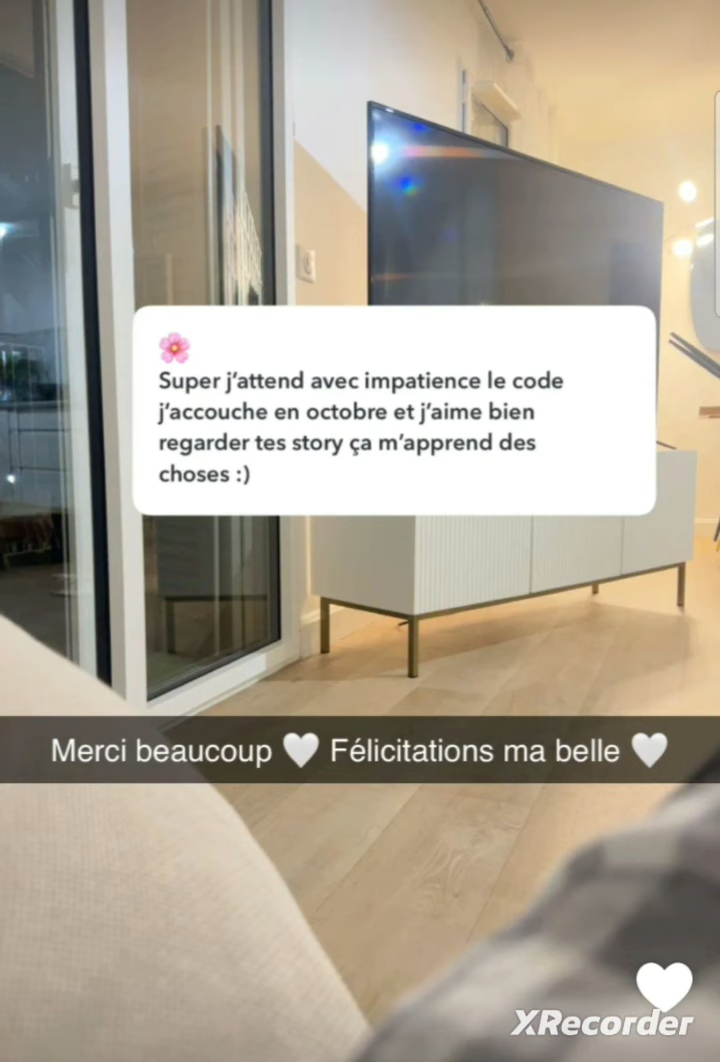 🌸
Super j’attend avec impatience le code
j’accouche en octobre et j’aime bien
regarder tes story ça m’apprend des
choses :)
Merci beaucoup 🤍 Félicitations ma belle 🤍
XRecorder